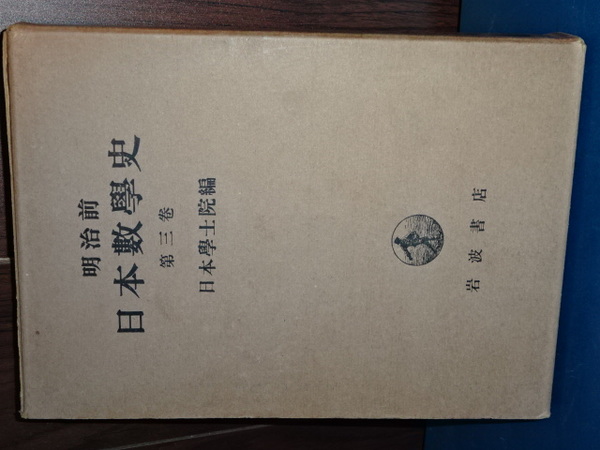 明治前
日本數學史
第三卷
日本學士院編
岩波書店